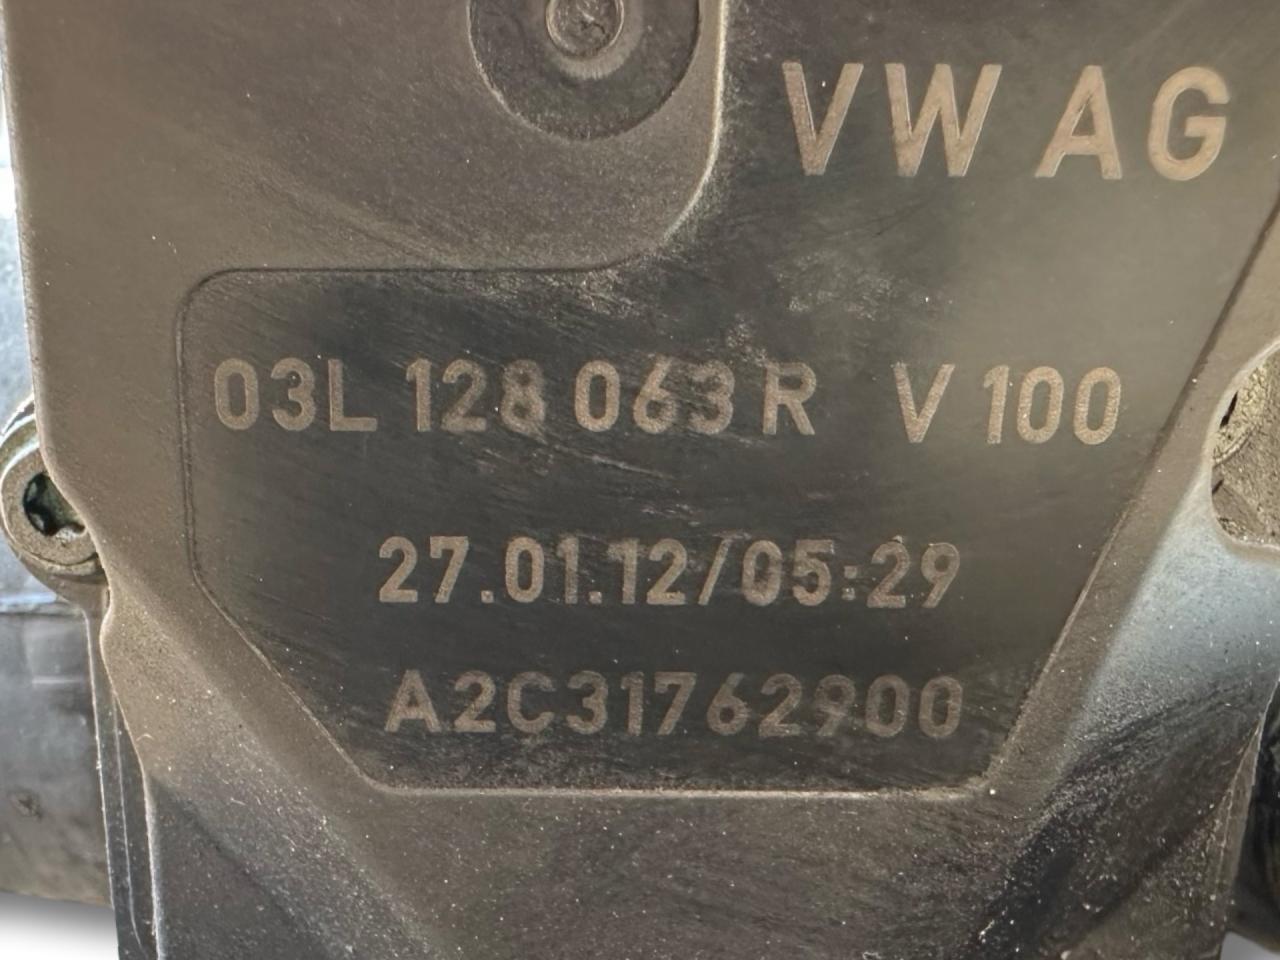 VW AG
03L 128 063 R V 100
27.01.12/05:29
A2C31762900